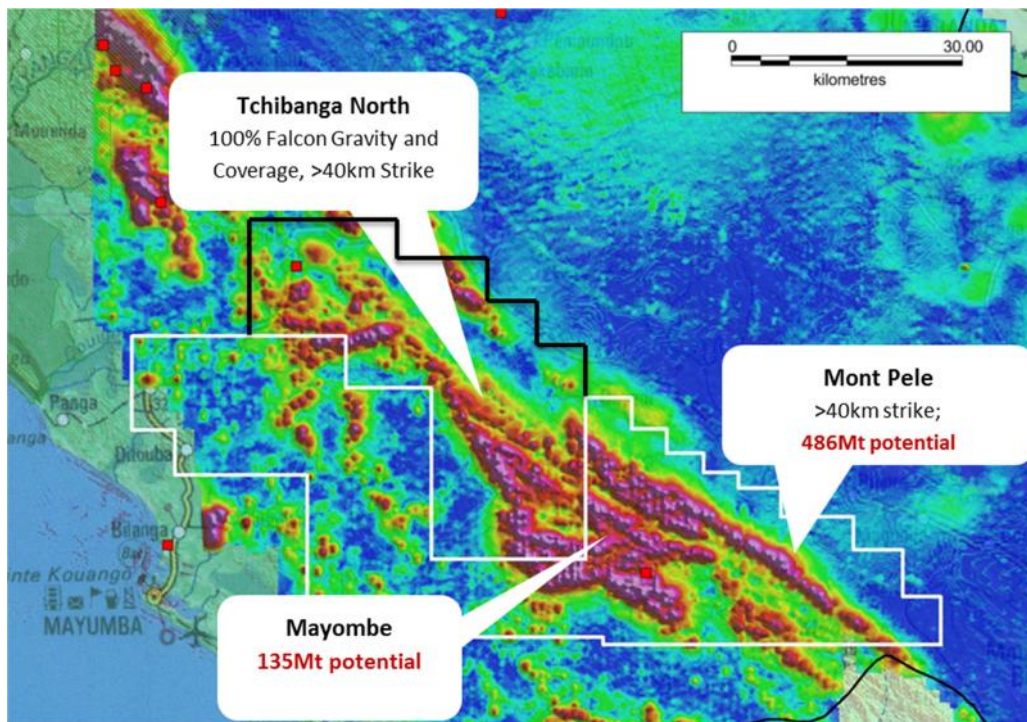 0 30.00
kilometres
Tchibanga North
100% Falcon Gravity and
Coverage, >40km Strike
Mont Pele
>40km strike;
486Mt potential
Panga
32
Bilanga
MAYUMBA
Mayombe
135Mt potential